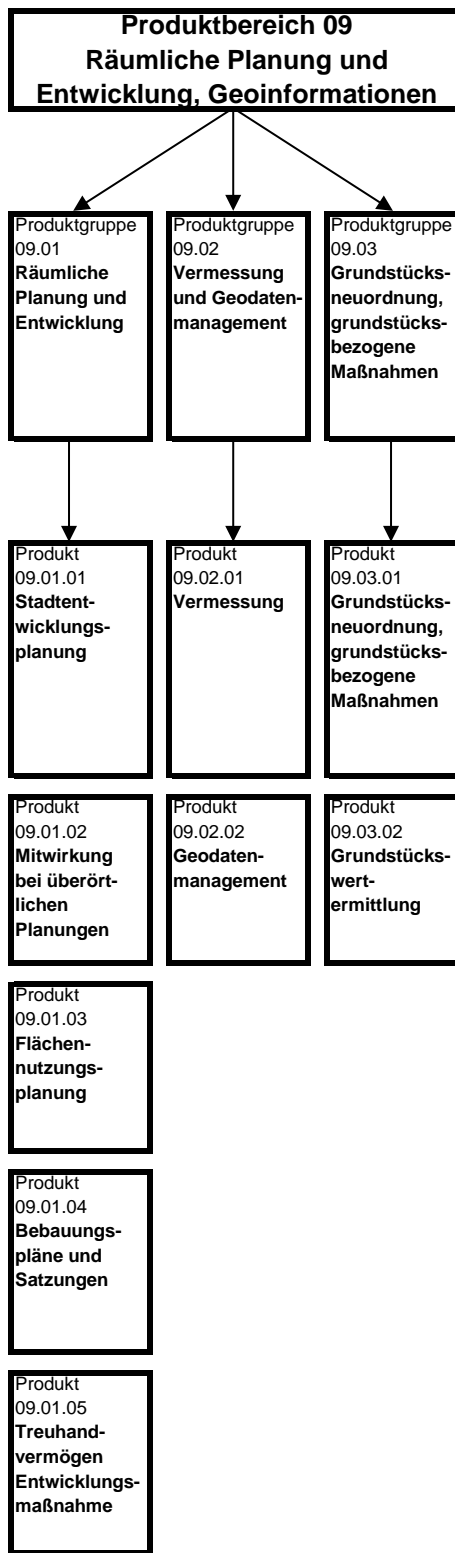 Produktbereich 09
Räumliche Planung und
Entwicklung, Geoinformationen
Produktgruppe
09.01
Räumliche
Planung und
Entwicklung
Produktgruppe
09.02
Vermessung
und Geodaten-
management
Produktgruppe
09.03
Grundstücks-
neuordnung,
grundstücks-
bezogene
Maßnahmen
Produkt
09.01.01
Stadtent-
wicklungs-
planung
Produkt
09.02.01
Vermessung
Produkt
09.03.01
Grundstücks-
neuordnung,
grundstücks-
bezogene
Maßnahmen
Produkt
09.01.02
Mitwirkung
bei überört-
lichen
Planungen
Produkt
09.02.02
Geodaten-
management
Produkt
09.03.02
Grundstücks-
wert-
ermittlung
Produkt
09.01.03
Flächen-
nutzungs-
planung
Produkt
09.01.04
Bebauungs-
pläne und
Satzungen
Produkt
09.01.05
Treuhand-
vermögen
Entwicklungs-
maßnahme